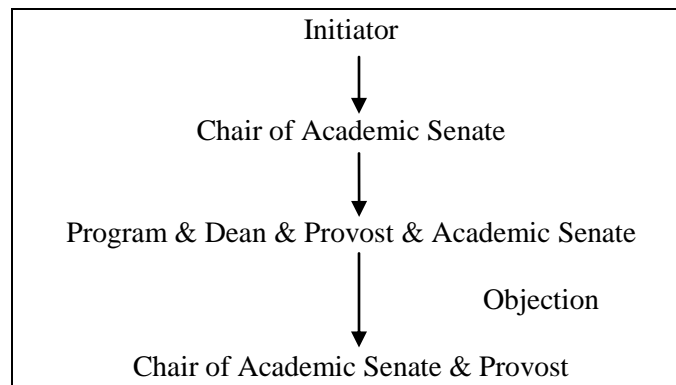 Initiator
Chair of Academic Senate
Program & Dean & Provost & Academic Senate
Objection
Chair of Academic Senate & Provost